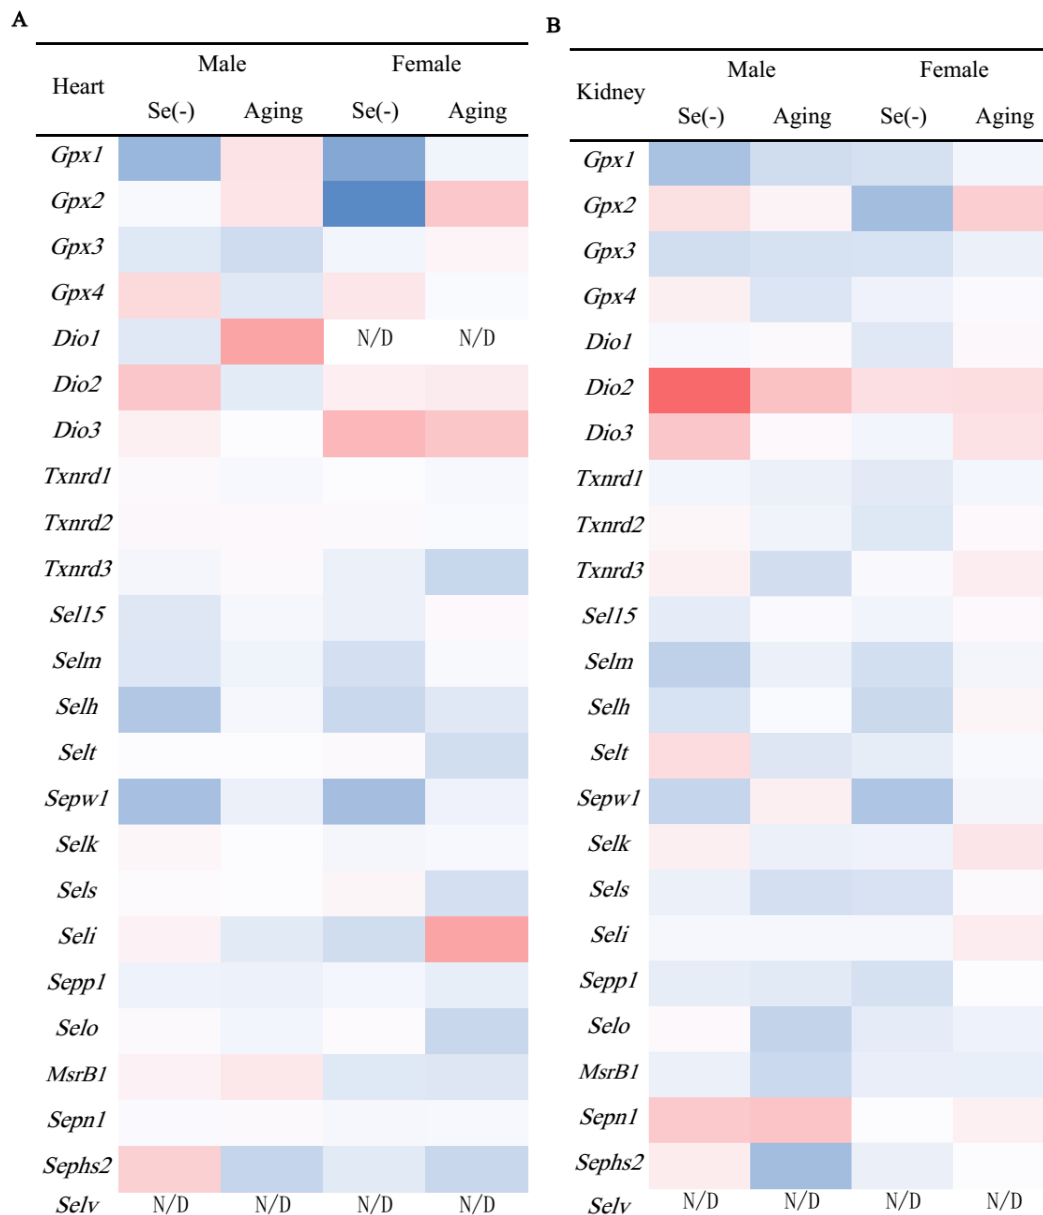 A
Heart Male Female
Se(-) Aging Se(-) Aging
Gpx1
Gpx2
Gpx3
Gpx4
Dio1 N/D N/D
Dio2
Dio3
Txnrd1
Txnrd2
Txnrd3
Sel15
Selm
Selh
Selt
Sepw1
Selk
Sels
Seli
Sepp1
Selo
MsrB1
Sepn1
Sephs2
Selv N/D N/D N/D N/D
B
Kidney Male Female
Se(-) Aging Se(-) Aging
Gpx1
Gpx2
Gpx3
Gpx4
Dio1
Dio2
Dio3
Txnrd1
Txnrd2
Txnrd3
Sel15
Selm
Selh
Selt
Sepw1
Selk
Sels
Seli
Sepp1
Selo
MsrB1
Sepn1
Sephs2
Selv N/D N/D N/D N/D